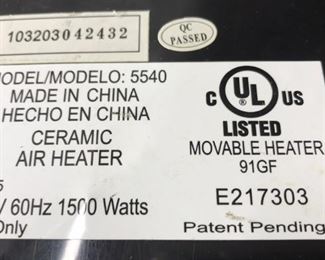 103203042432
QC
PASSED
MODEL/MODELO: 5540
MADE IN CHINA
HECHO EN CHINA
CERAMIC
AIR HEATER
5
V 60Hz 1500 Watts
Only
C UL US
LISTED
MOVABLE HEATER
91GF
E217303
Patent Pending